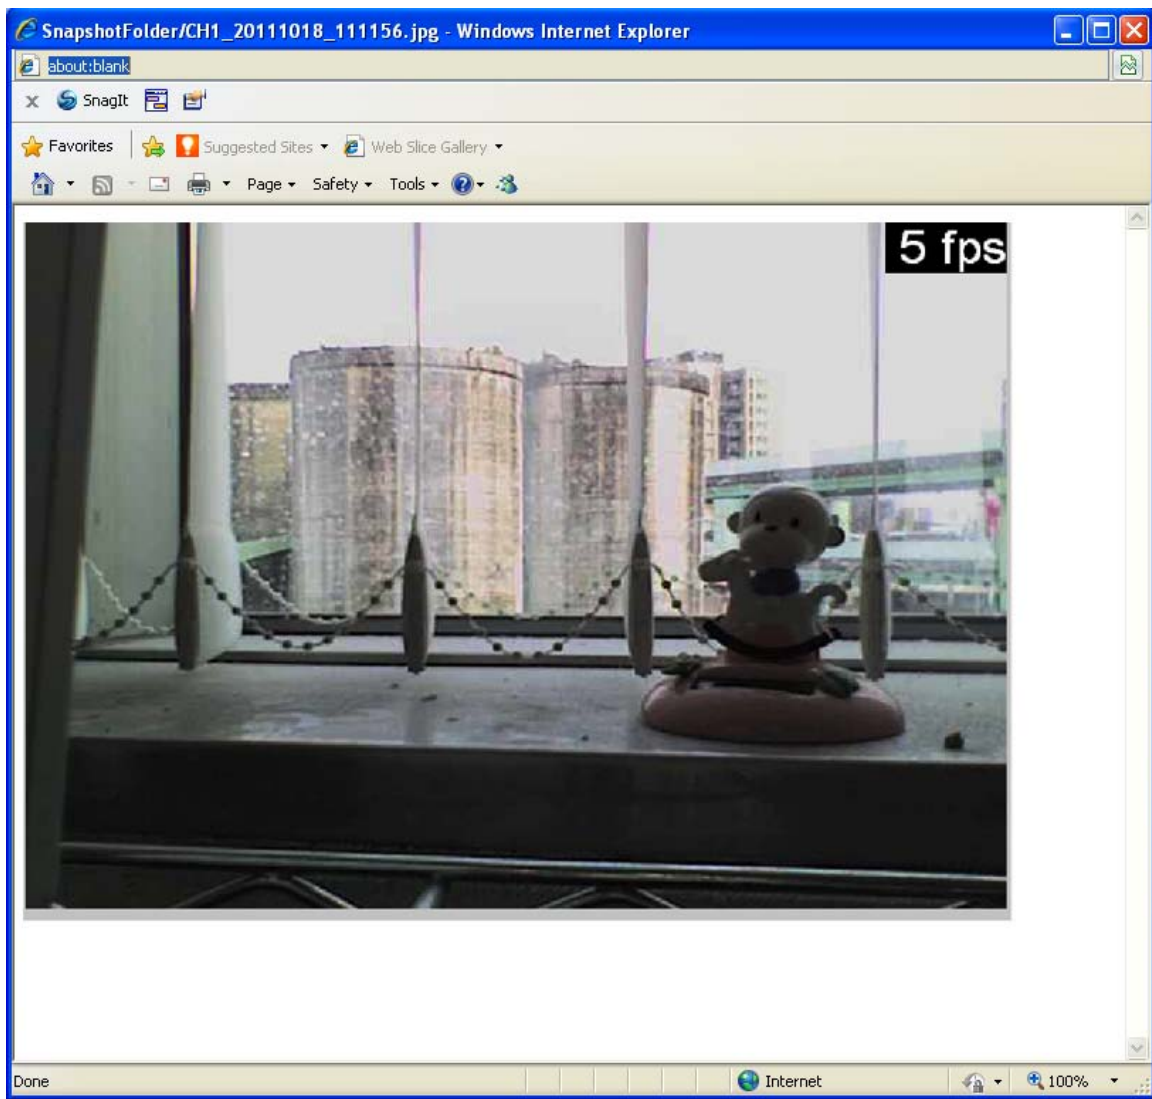 SnapshotFolder/CH1_20111018_111156.jpg - Windows Internet Explorer
about:blank
x SnagIt
Favorites Suggested Sites Web Slice Gallery
Page Safety Tools
5 fps
Done Internet 100%